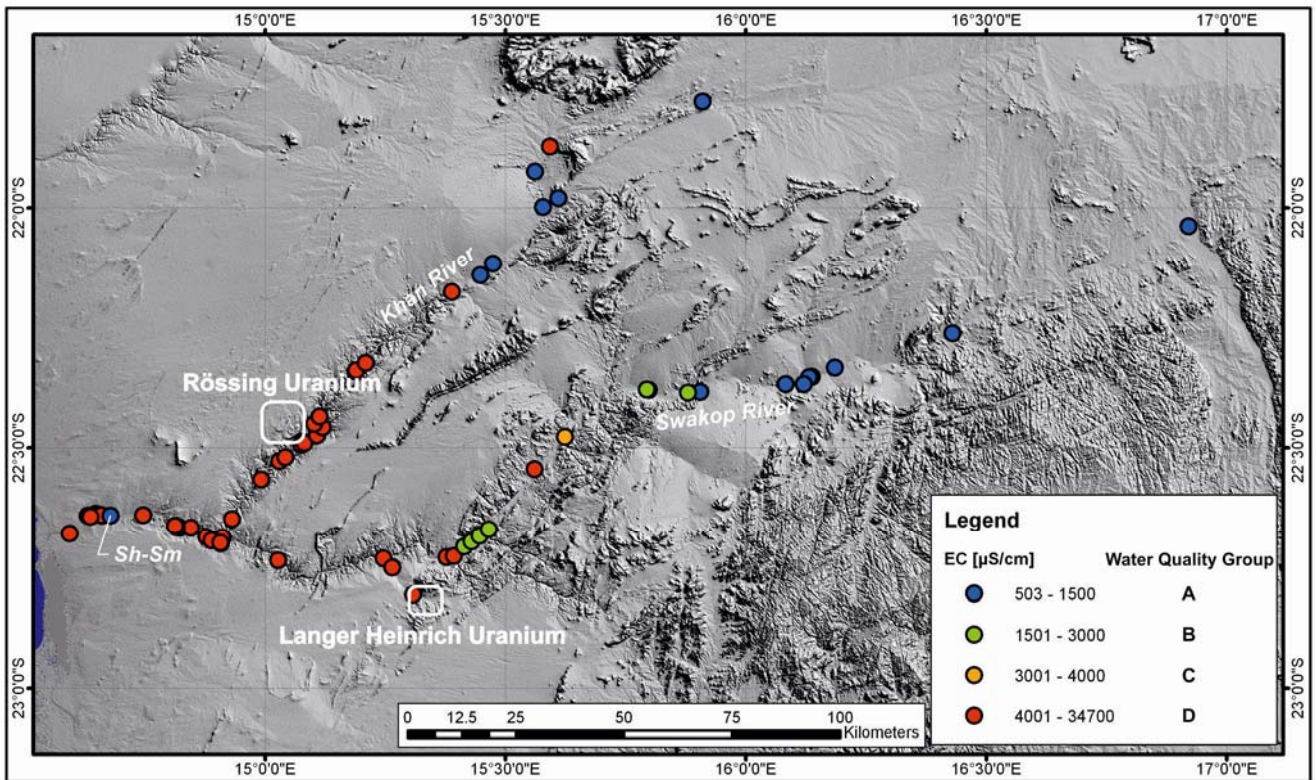 15°0'0"E 15°30'0"E 16°0'0"E 16°30'0"E 17°0'0"E
22°0'0"S
22°0'0"S
Khan River
Rössing Uranium
Swakop River
22°30'0"S
22°30'0"S
Sh-Sm
Langer Heinrich Uranium
23°0'0"S
23°0'0"S
Legend
EC [µS/cm] Water Quality Group
503 - 1500 A
1501 - 3000 B
3001 - 4000 C
4001 - 34700 D
0 12.5 25 50 75 100
Kilometers
15°0'0"E 15°30'0"E 16°0'0"E 16°30'0"E 17°0'0"E